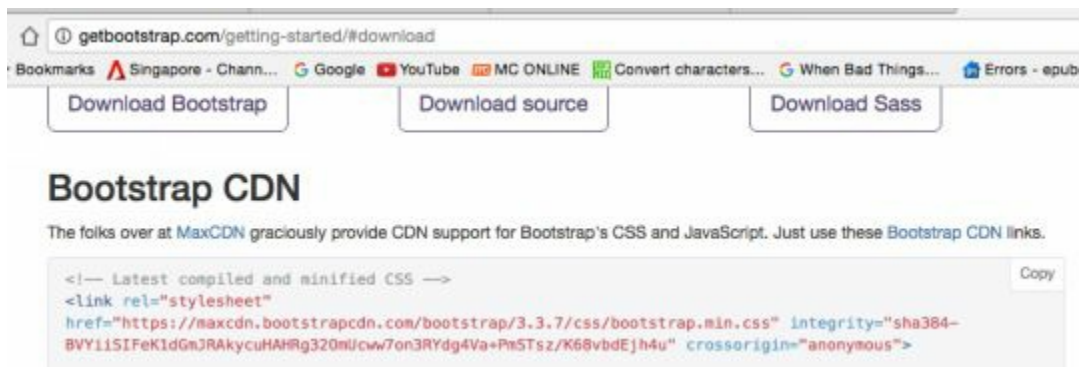 getbootstrap.com/getting-started/#download
Bookmarks Singapore - Chann... Google YouTube MC ONLINE Convert characters... When Bad Things... Errors - epub
Download Bootstrap Download source Download Sass
Bootstrap CDN
The folks over at MaxCDN graciously provide CDN support for Bootstrap's CSS and JavaScript. Just use these Bootstrap CDN links.
Copy
<!-- Latest compiled and minified CSS -->
<link rel="stylesheet"
href="https://maxcdn.bootstrapcdn.com/bootstrap/3.3.7/css/bootstrap.min.css" integrity="sha384-
BVYiiSIFeK1dGmJRAkycuHAHRg32OmUcww7on3RYdg4Va+PmSTsz/K68vbdEjh4u" crossorigin="anonymous">